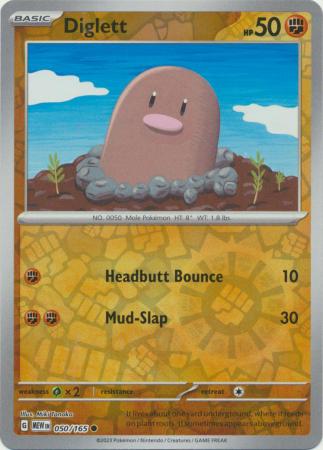 BASIC
Diglett
HP 50
NO. 0050 Mole Pokémon HT: 8" WT: 1.8 lbs.
Headbutt Bounce 10
Mud-Slap 30
weakness × 2 resistance retreat
Illus. Miki Tanaka
G MEW EN 050/165
It lives about one yard underground,
where it feeds on plant roots. It sometimes
appears aboveground.
©2023 Pokémon / Nintendo / Creatures / GAME FREAK